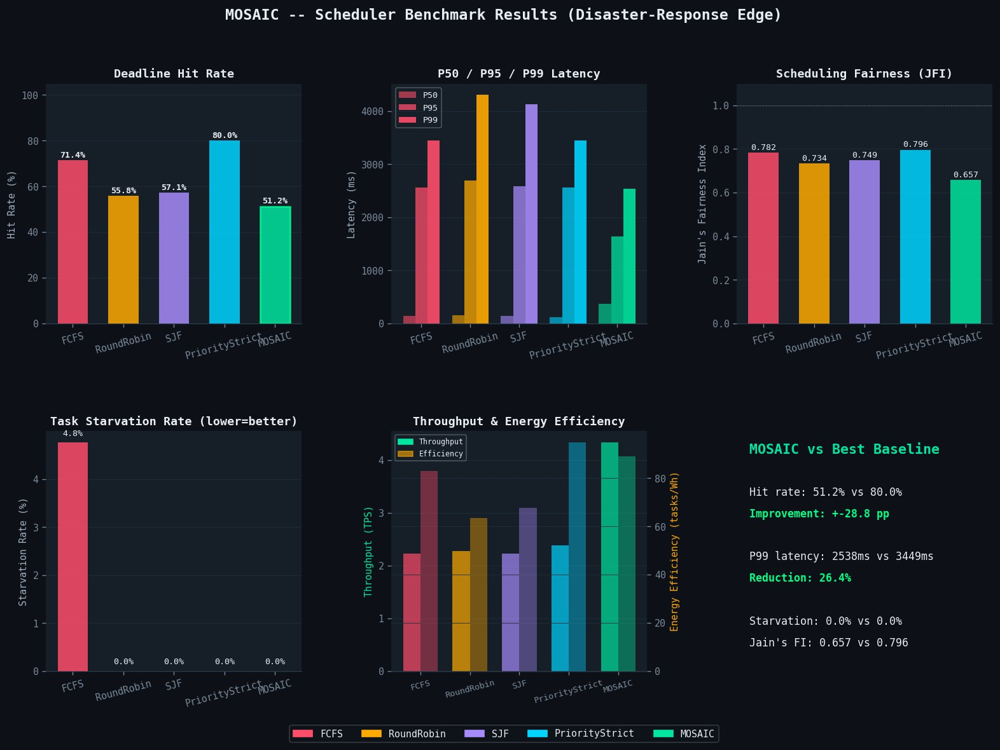 MOSAIC -- Scheduler Benchmark Results (Disaster-Response Edge)
Deadline Hit Rate
Hit Rate (%)
100
80
60
40
20
0
71.4%
55.8%
57.1%
80.0%
51.2%
FCFS
RoundRobin
SJF
PriorityStrict
MOSAIC
P50 / P95 / P99 Latency
Latency (ms)
4000
3000
2000
1000
0
P50
P95
P99
FCFS
RoundRobin
SJF
PriorityStrict
MOSAIC
Scheduling Fairness (JFI)
Jain's Fairness Index
1.0
0.8
0.6
0.4
0.2
0.0
0.782
0.734
0.749
0.796
0.657
FCFS
RoundRobin
SJF
PriorityStrict
MOSAIC
Task Starvation Rate (lower=better)
Starvation Rate (%)
4
3
2
1
0
4.8%
0.0%
0.0%
0.0%
0.0%
FCFS
RoundRobin
SJF
PriorityStrict
MOSAIC
Throughput & Energy Efficiency
Throughput (TPS)
4
3
2
1
0
Throughput
Efficiency
80
60
40
20
0
Energy Efficiency (tasks/Wh)
FCFS
RoundRobin
SJF
PriorityStrict
MOSAIC
MOSAIC vs Best Baseline
Hit rate: 51.2% vs 80.0%
Improvement: +-28.8 pp
P99 latency: 2538ms vs 3449ms
Reduction: 26.4%
Starvation: 0.0% vs 0.0%
Jain's FI: 0.657 vs 0.796
FCFS RoundRobin SJF PriorityStrict MOSAIC